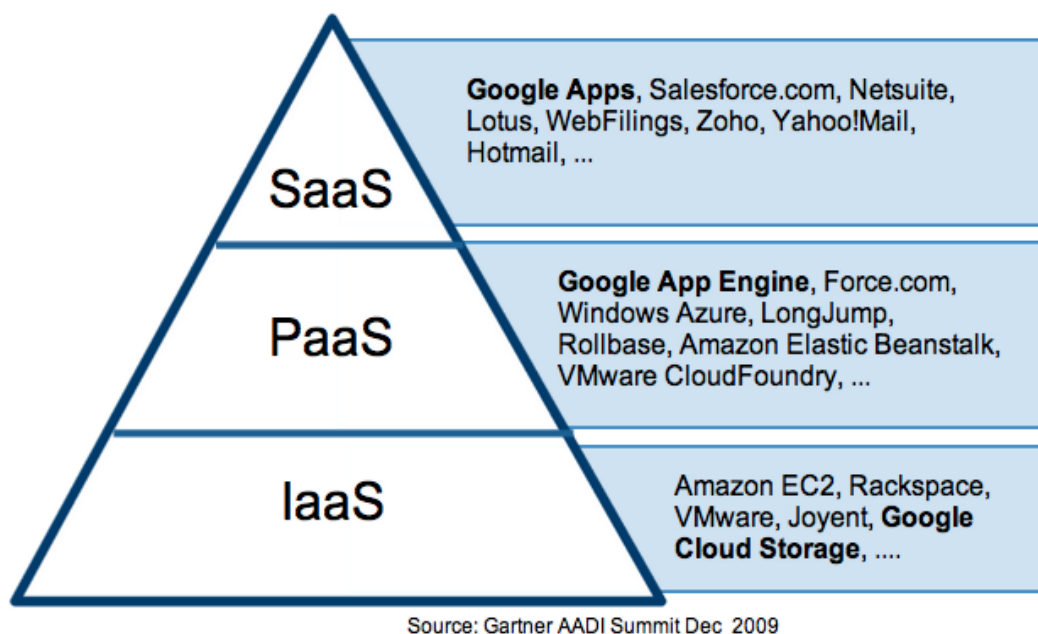 Google Apps, Salesforce.com, Netsuite,
Lotus, WebFilings, Zoho, Yahoo!Mail,
Hotmail, ...
SaaS
Google App Engine, Force.com,
Windows Azure, LongJump,
Rollbase, Amazon Elastic Beanstalk,
VMware CloudFoundry, ...
PaaS
Amazon EC2, Rackspace,
VMware, Joyent, Google
Cloud Storage, ....
IaaS
Source: Gartner AADI Summit Dec 2009